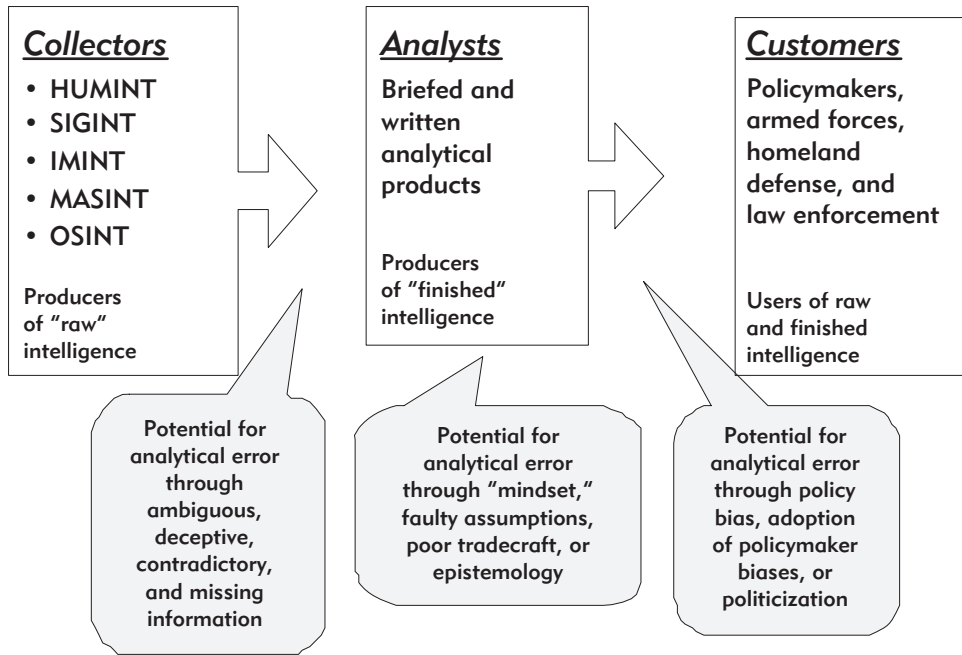 Collectors
• HUMINT
• SIGINT
• IMINT
• MASINT
• OSINT
Producers
of “raw”
intelligence
Analysts
Briefed and
written
analytical
products
Producers
of “finished”
intelligence
Customers
Policymakers,
armed forces,
homeland
defense, and
law enforcement
Users of raw
and finished
intelligence
Potential for
analytical error
through
ambiguous,
deceptive,
contradictory,
and missing
information
Potential for
analytical error
through “mindset,”
faulty assumptions,
poor tradecraft, or
epistemology
Potential for
analytical error
through policy
bias, adoption
of policymaker
biases, or
politicization